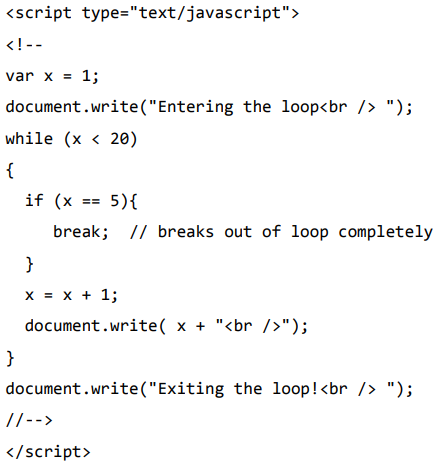 <script type="text/javascript">
<!--
var x = 1;
document.write("Entering the loop<br /> ");
while (x < 20)
{
  if (x == 5){
     break;  // breaks out of loop completely
  }
  x = x + 1;
  document.write( x + "<br />");
}
document.write("Exiting the loop!<br /> ");
//-->
</script>